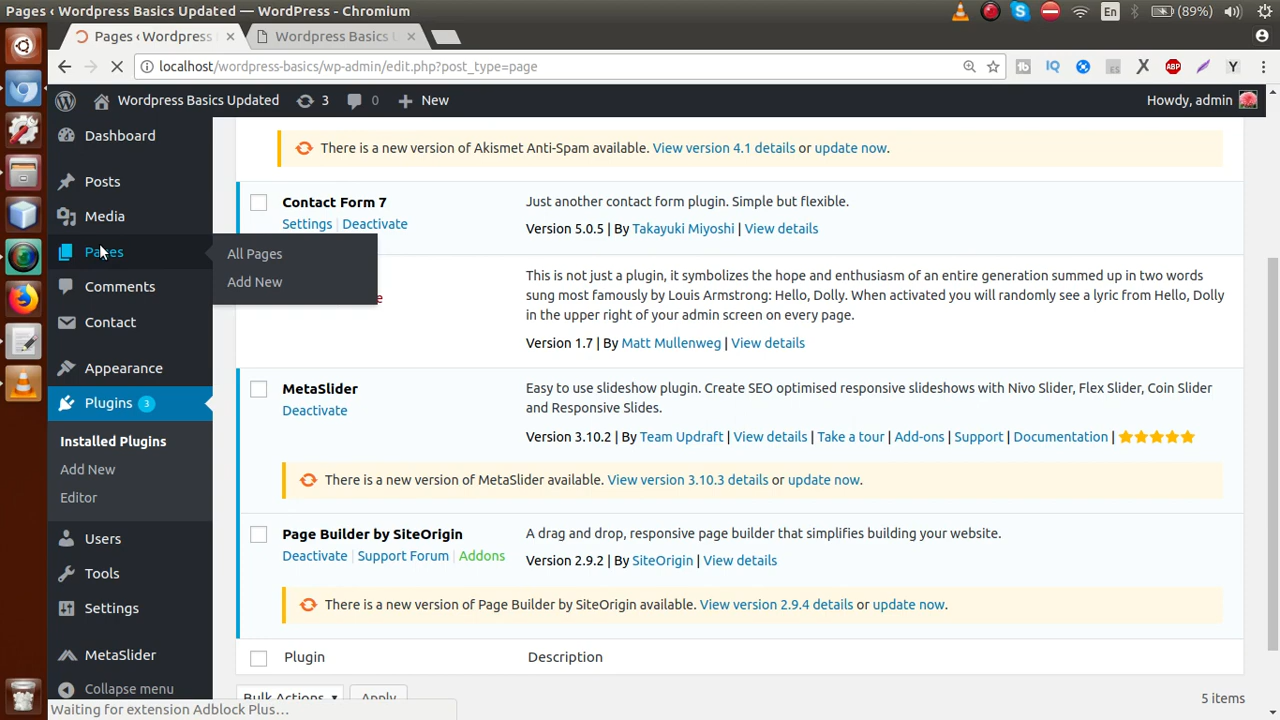 Pages ‹ Wordpress Basics Updated — WordPress - Chromium
En
(89%)
Pages ‹ Wordpress
Wordpress Basics U
localhost/wordpress-basics/wp-admin/edit.php?post_type=page
fb
IQ
ES
X
ABP
Y
Wordpress Basics Updated
3
0
New
Howdy, admin
Dashboard
Posts
Media
Pages
All Pages
Add New
Comments
Contact
Appearance
Plugins 3
Installed Plugins
Add New
Editor
Users
Tools
Settings
MetaSlider
Collapse menu
There is a new version of Akismet Anti-Spam available. View version 4.1 details or update now.
Contact Form 7
Settings | Deactivate
Just another contact form plugin. Simple but flexible.
Version 5.0.5 | By Takayuki Miyoshi | View details
This is not just a plugin, it symbolizes the hope and enthusiasm of an entire generation summed up in two words
sung most famously by Louis Armstrong: Hello, Dolly. When activated you will randomly see a lyric from Hello, Dolly
in the upper right of your admin screen on every page.
Version 1.7 | By Matt Mullenweg | View details
MetaSlider
Deactivate
Easy to use slideshow plugin. Create SEO optimised responsive slideshows with Nivo Slider, Flex Slider, Coin Slider
and Responsive Slides.
Version 3.10.2 | By Team Updraft | View details | Take a tour | Add-ons | Support | Documentation |
There is a new version of MetaSlider available. View version 3.10.3 details or update now.
Page Builder by SiteOrigin
Deactivate | Support Forum | Addons
A drag and drop, responsive page builder that simplifies building your website.
Version 2.9.2 | By SiteOrigin | View details
There is a new version of Page Builder by SiteOrigin available. View version 2.9.4 details or update now.
Plugin
Description
Bulk Actions
Apply
5 items
Waiting for extension Adblock Plus…